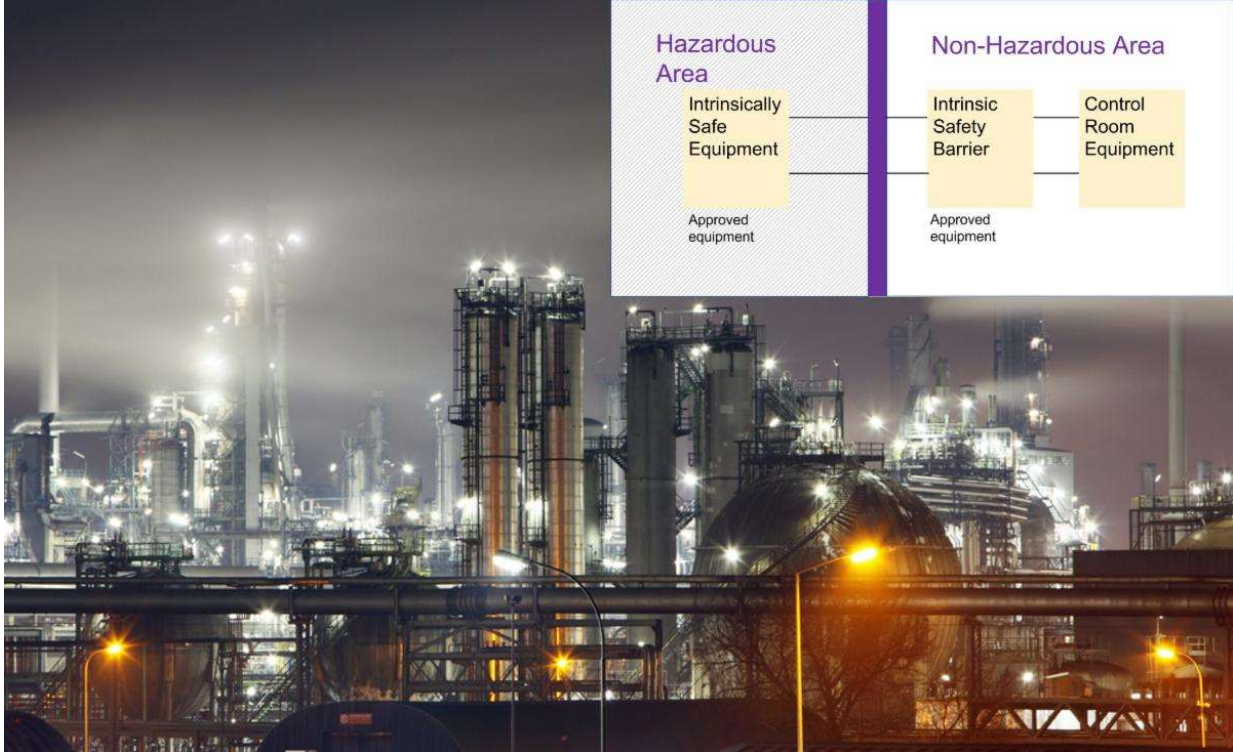 Hazardous
Area
Non-Hazardous Area
Intrinsically
Safe
Equipment
Intrinsic
Safety
Barrier
Control
Room
Equipment
Approved
equipment
Approved
equipment